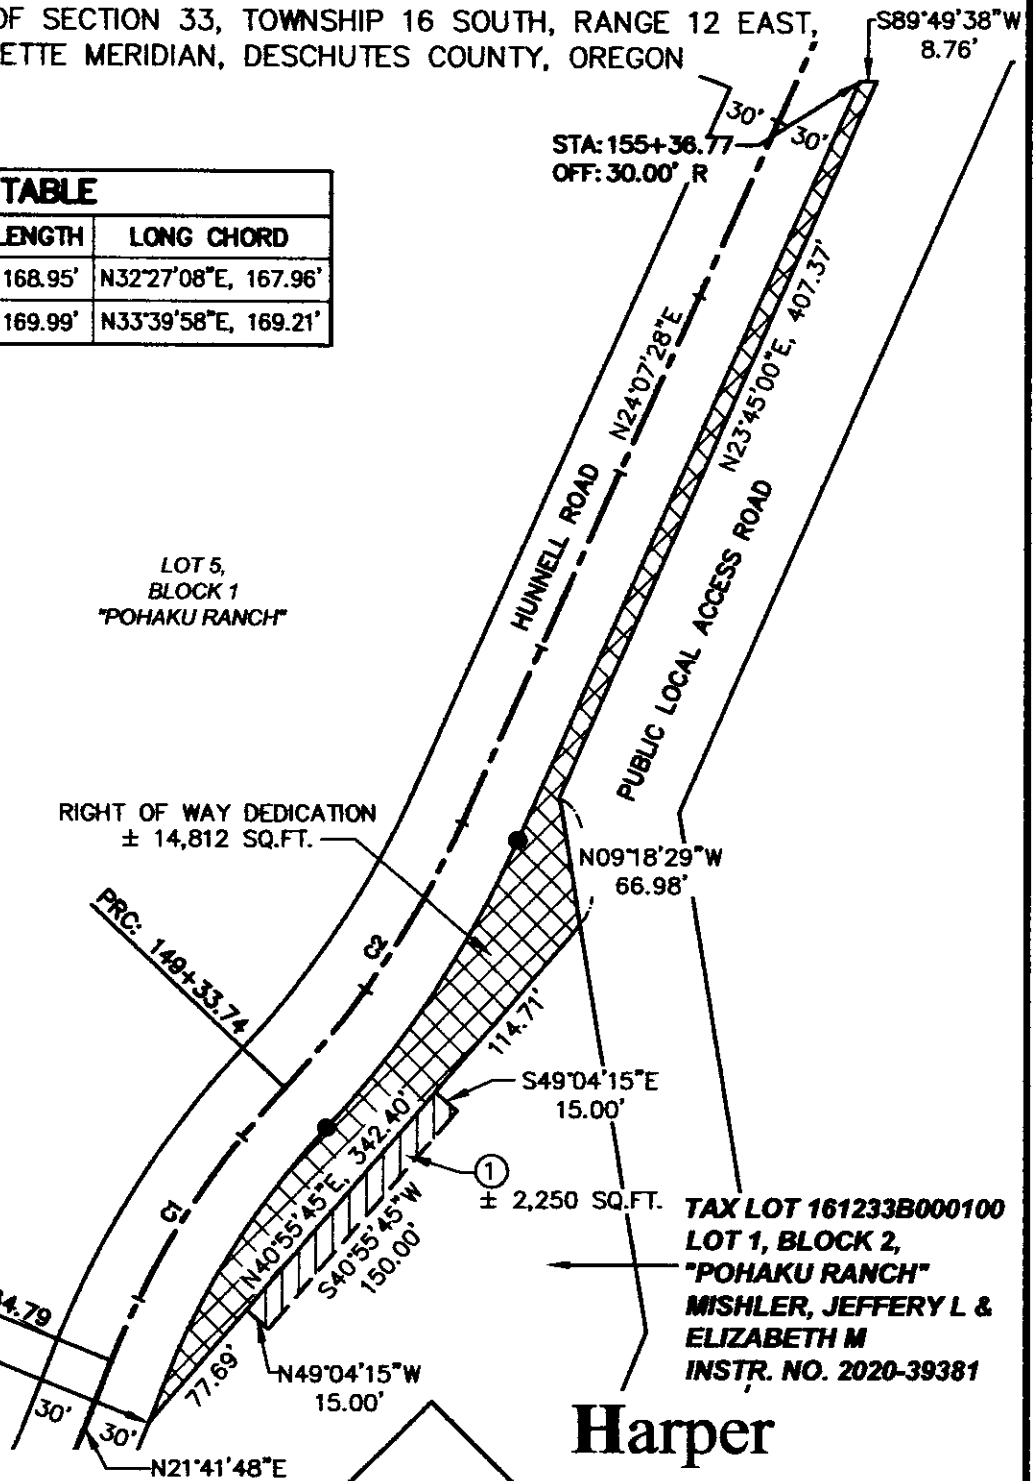 OF SECTION 33, TOWNSHIP 16 SOUTH, RANGE 12 EAST,
ETTE MERIDIAN, DESCHUTES COUNTY, OREGON
S89°49'38"W
8.76'
30'
30'
STA: 155+36.77
OFF: 30.00' R
TABLE
LENGTH LONG CHORD
168.95' N32°27'08"E, 167.96'
169.99' N33°39'58"E, 169.21'
N24°07'28"E
HUNNELL ROAD
N23°45'00"E, 407.37'
PUBLIC LOCAL ACCESS ROAD
LOT 5,
BLOCK 1
"POHAKU RANCH"
RIGHT OF WAY DEDICATION
± 14,812 SQ.FT.
N09°18'29"W
66.98'
PRC: 149+33.74
C2
114.71'
S49°04'15"E
15.00'
1
± 2,250 SQ.FT.
N40°55'45"E, 342.40'
S40°55'45"W
150.00'
C1
TAX LOT 161233B000100
LOT 1, BLOCK 2,
"POHAKU RANCH"
MISHLER, JEFFERY L &
ELIZABETH M
INSTR. NO. 2020-39381
4.79
77.69'
N49°04'15"W
15.00'
30'
30'
N21°41'48"E
Harper